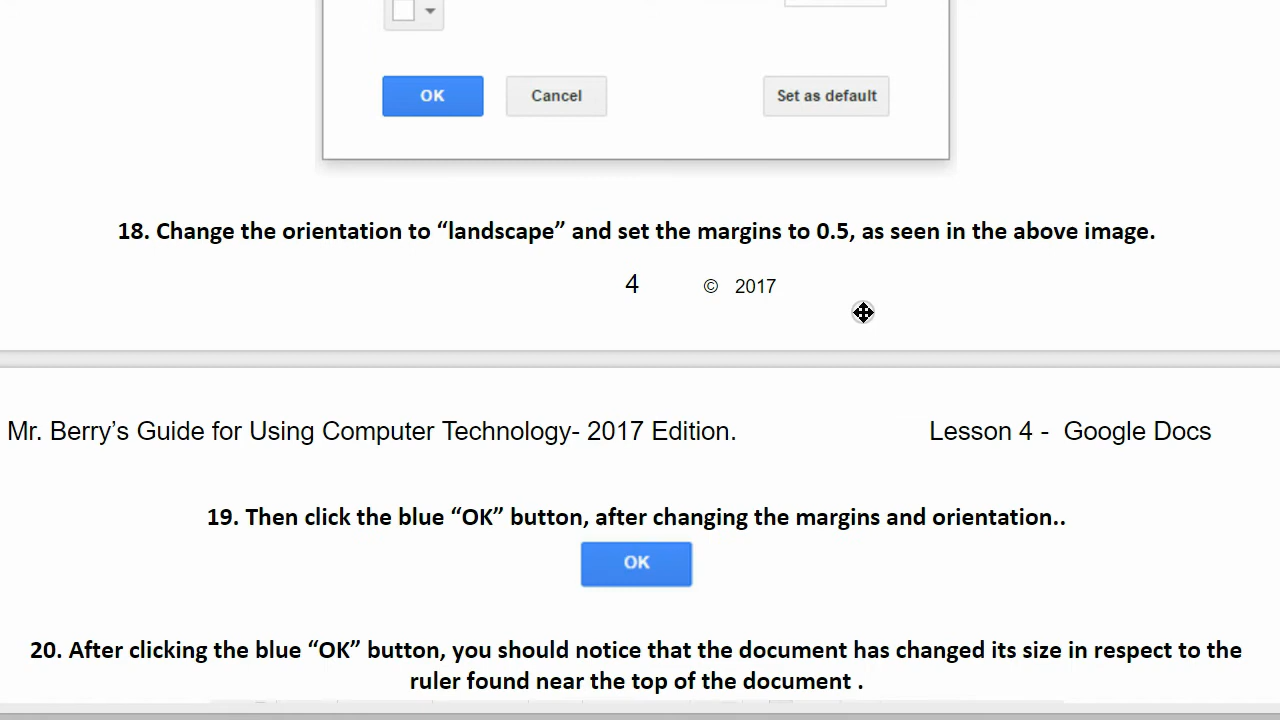 OK Cancel Set as default
18. Change the orientation to “landscape” and set the margins to 0.5, as seen in the above image.
4 © 2017
Mr. Berry’s Guide for Using Computer Technology- 2017 Edition. Lesson 4 - Google Docs
19. Then click the blue “OK” button, after changing the margins and orientation..
OK
20. After clicking the blue “OK” button, you should notice that the document has changed its size in respect to the
ruler found near the top of the document .